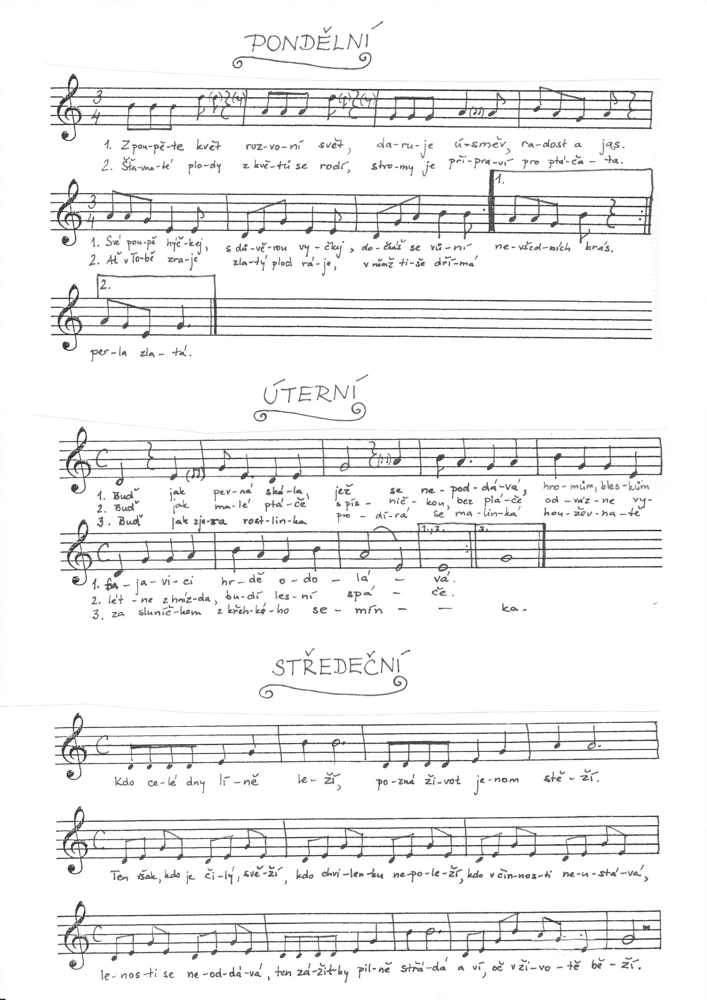 PONDĚLNÍ
3
4
1. Z pou-pě-te květ roz-vo-ní svět, da-ru-je ú-směv, ra-dost a jas.
2. Šťa-vna-té plo-dy z kvě-tů se rodí, stro-my je při-pra-ví pro ptá-ča-ta.
1.
3
4
1. Své pou-pě hýč-kej, s dů-vě-rou vy-čkej, do-čkáš se vů-ní ne-všed-ních krás.
2. Ať v To-bě zra-je zla-tý plod rá-je, v němž ti-še dří-má
2.
per-la zla-tá.
ÚTERNÍ
C
1. Buď jak pev-ná ská-la, jež se ne-pod-dá-vá, hro-mům, bles-kům
2. Buď jak ma-lé ptá-če s pís-nič-kou, bez plá-če od-váž-ne vy-
3. Buď jak zja-ra rost-lin-ka pro-dí-rá se ma-lin-ká hou-žev-na-tě
1.,2. 3.
C
1. -ja-vi-ci hr-dě o-do-lá-vá.
2. lét-ne z hníz-da, bu-dí les-ní spá-če.
3. za sluníč-kem z křeh-ké-ho se-mín-ka.
STŘEDEČNÍ
C
Kdo ce-lé dny lí-ně le-ží, po-zná ži-vot je-nom stě-ží.
C
Ten však, kdo je či-lý, svě-ží, kdo chvi-len-ku ne-po-le-ží, kdo v čin-nos-ti ne-u-stá-vá,
C
le-nos-ti se ne-od-dá-vá, ten zá-žit-ky pil-ně střá-dá a ví, oč v ži-vo-tě bě-ží.